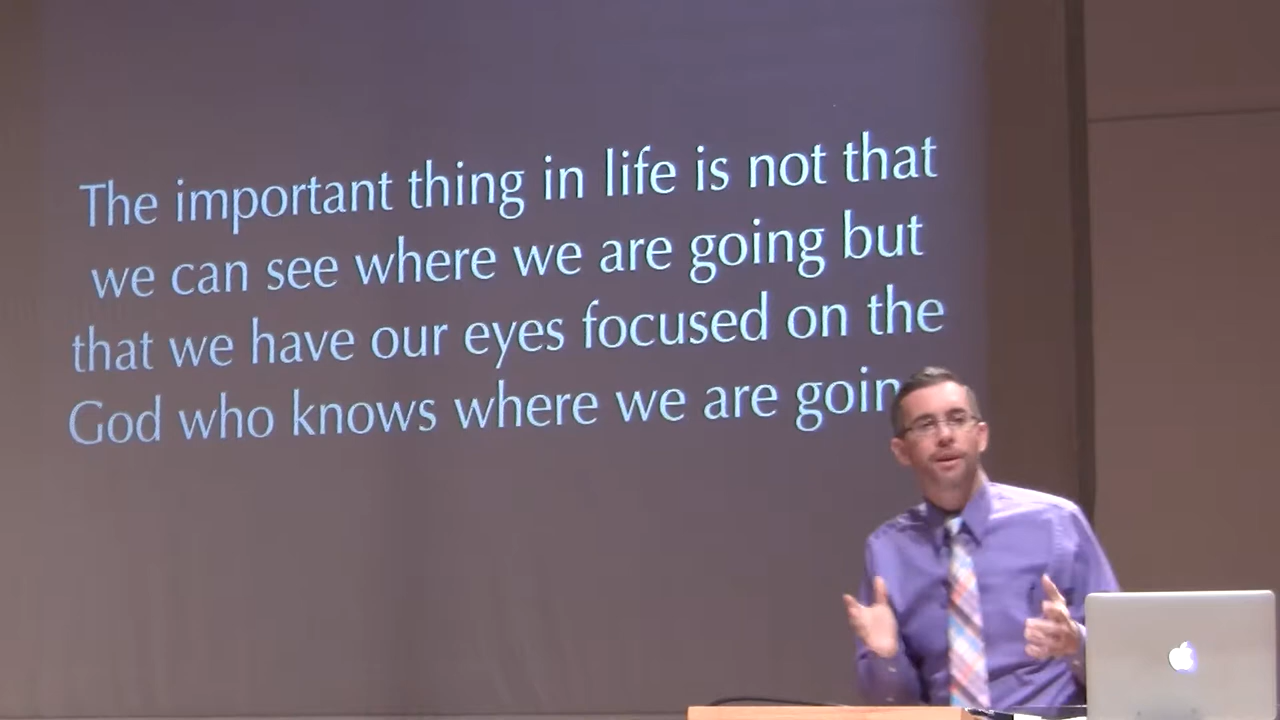 The important thing in life is not that
we can see where we are going but
that we have our eyes focused on the
God who knows where we are goin